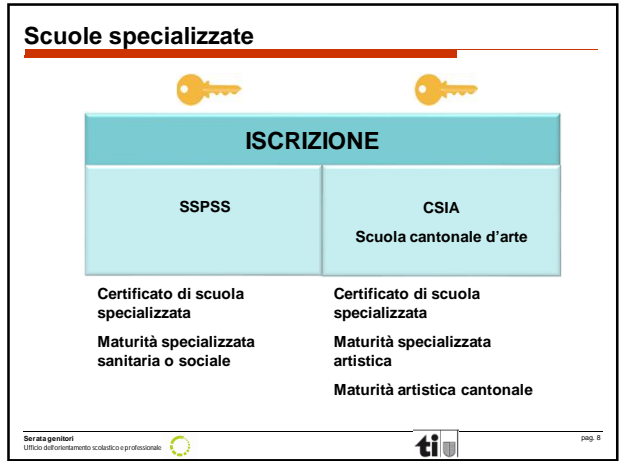 Scuole specializzate
ISCRIZIONE
SSPSS
CSIA
Scuola cantonale d'arte
Certificato di scuola
specializzata
Maturità specializzata
sanitaria o sociale
Certificato di scuola
specializzata
Maturità specializzata
artistica
Maturità artistica cantonale
Serata genitori
Ufficio dell'orientamento scolastico e professionale
ti
pag. 8